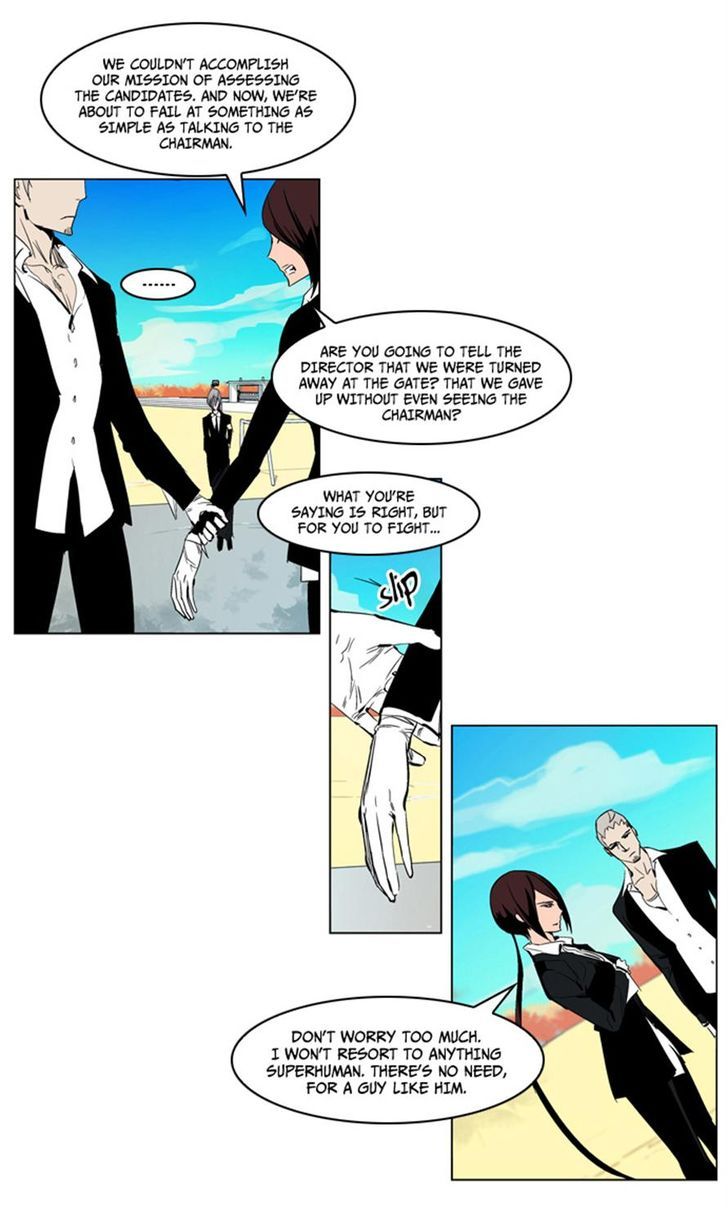 WE COULDN'T ACCOMPLISH
OUR MISSION OF ASSESSING
THE CANDIDATES. AND NOW, WE'RE
ABOUT TO FAIL AT SOMETHING AS
SIMPLE AS TALKING TO THE
CHAIRMAN.
......
ARE YOU GOING TO TELL THE
DIRECTOR THAT WE WERE TURNED
AWAY AT THE GATE? THAT WE GAVE
UP WITHOUT EVEN SEEING THE
CHAIRMAN?
WHAT YOU'RE
SAYING IS RIGHT, BUT
FOR YOU TO FIGHT...
slip
DON'T WORRY TOO MUCH.
I WON'T RESORT TO ANYTHING
SUPERHUMAN. THERE'S NO NEED,
FOR A GUY LIKE HIM.